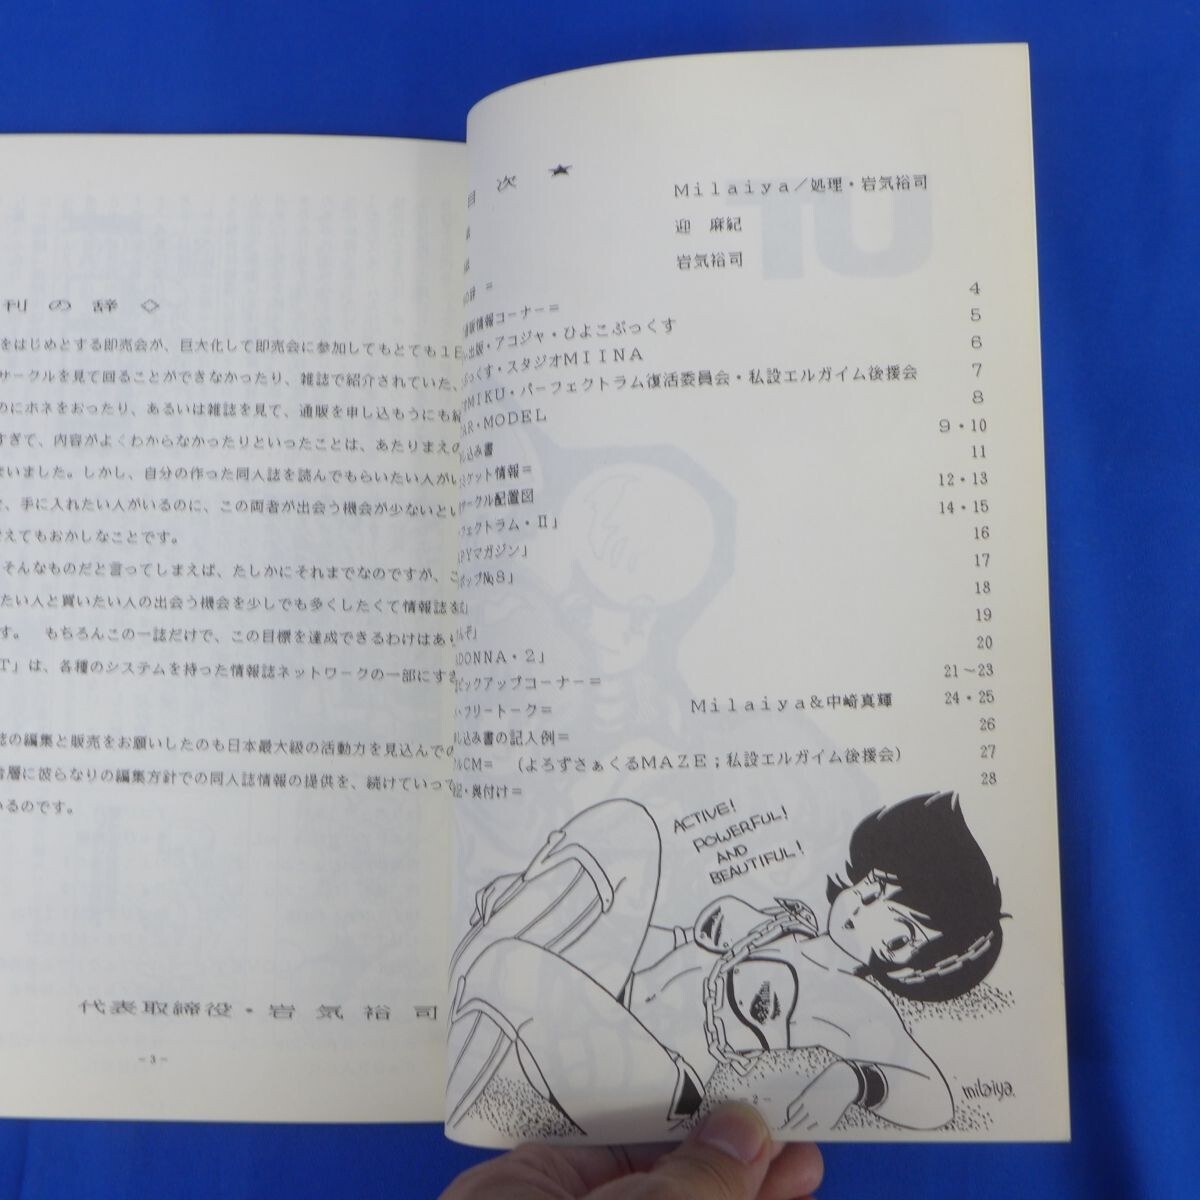 目次★
Milaiya／処理・岩気裕司
迎 麻紀
岩気裕司
の辞 = 4
情報コーナー= 5
出版・アコジャ・ひよこぶっくす 6
っくす・スタジオMIINA 7
MIKU・パーフェクトラム復活委員会・私設エルガイム後援会 8
AR・MODEL 9・10
し込み書 11
ミケット情報= 12・13
サークル配置図 14・15
フェクトラム・Ⅱ」 16
PYマガジン」 17
ポップ№8」 18
19
んぞ」 20
DONNA・2」 21～23
ピックアップコーナー= 24・25
・フリートーク= Milaiya&中崎真輝 26
し込み書の記入例= 27
CM= （よろずさぁくるMAZE；私設エルガイム後援会） 28
記・奥付け=
ACTIVE!
POWERFUL!
AND
BEAUTIFUL!
milaiya.
-2-
刊の辞◇
をはじめとする即売会が、巨大化して即売会に参加してもとても1日
サークルを見て回ることができなかったり、雑誌で紹介されていた、
のにホネをおったり、あるいは雑誌を見て、通販を申し込もうにも
すぎて、内容がよくわからなかったりといったことは、あたりまえの
まいました。しかし、自分の作った同人誌を読んでもらいたい人がい
、手に入れたい人がいるのに、この両者が出会う機会が少ないとい
考えてもおかしなことです。
そんなものだと言ってしまえば、たしかにそれまでなのですが、こ
たい人と買いたい人の出会う機会を少しでも多くしたくて情報誌を
す。 もちろんこの一誌だけで、この目標を達成できるわけはあり
T」は、各種のシステムを持った情報誌ネットワークの一部にすぎ
誌の編集と販売をお願いしたのも日本最大級の活動力を見込んでの
層に彼らなりの編集方針での同人誌情報の提供を、続けていって
いるのです。
代表取締役・岩気裕司
-3-